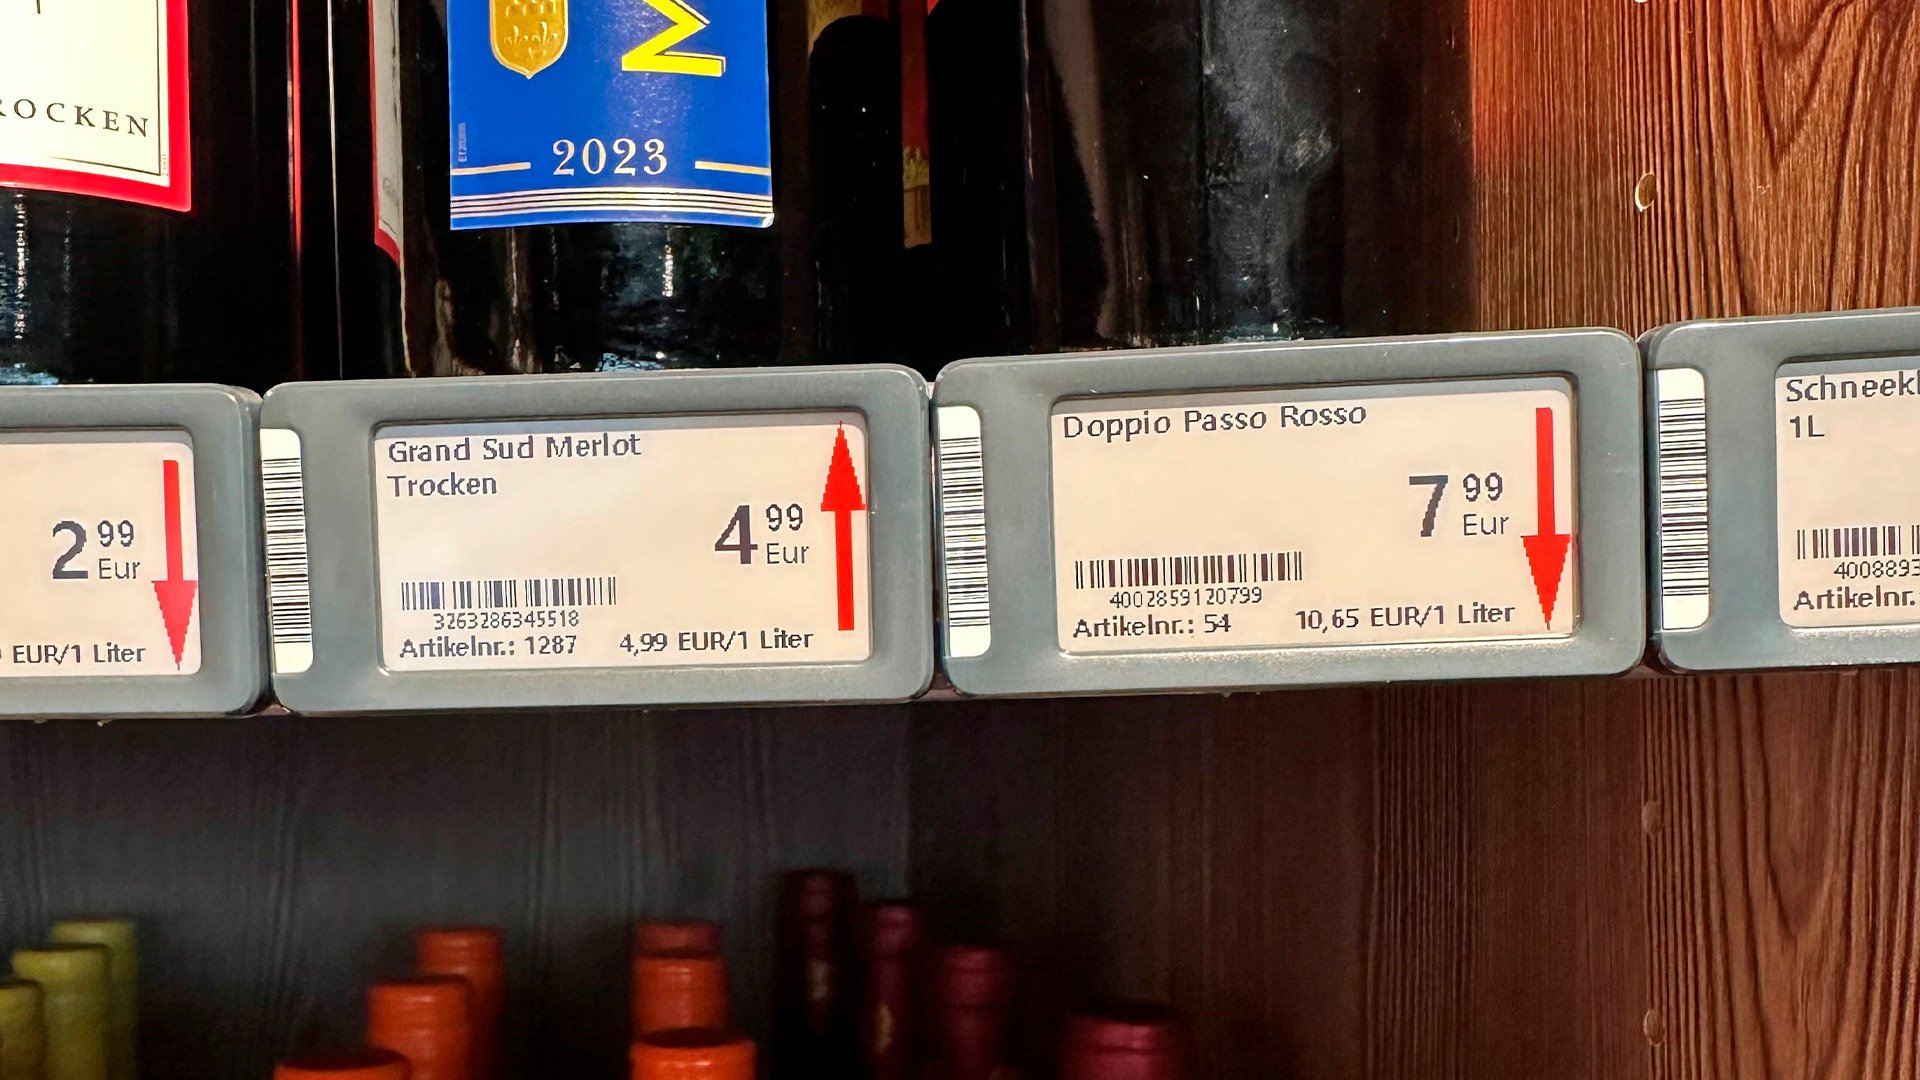 ROCKEN
M
2023
2 99
Eur
EUR/1 Liter
Grand Sud Merlot
Trocken
4 99
Eur
3263286345518
Artikelnr.: 1287 4,99 EUR/1 Liter
Doppio Passo Rosso
7 99
Eur
4002859120799
Artikelnr.: 54 10,65 EUR/1 Liter
Schneekl
1L
4008893
Artikelnr.